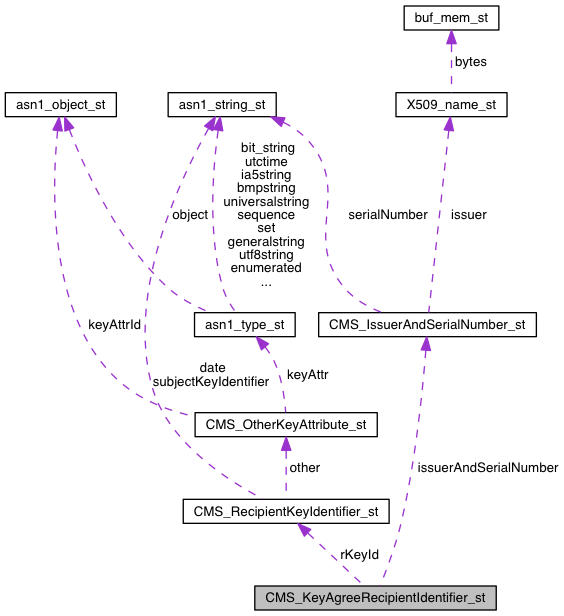 buf_mem_st
bytes
asn1_object_st
asn1_string_st
X509_name_st
bit_string
utctime
ia5string
bmpstring
universalstring
sequence
set
generalstring
utf8string
enumerated
...
object
serialNumber
issuer
keyAttrId
asn1_type_st
CMS_IssuerAndSerialNumber_st
date
subjectKeyIdentifier
keyAttr
CMS_OtherKeyAttribute_st
other
issuerAndSerialNumber
CMS_RecipientKeyIdentifier_st
rKeyId
CMS_KeyAgreeRecipientIdentifier_st